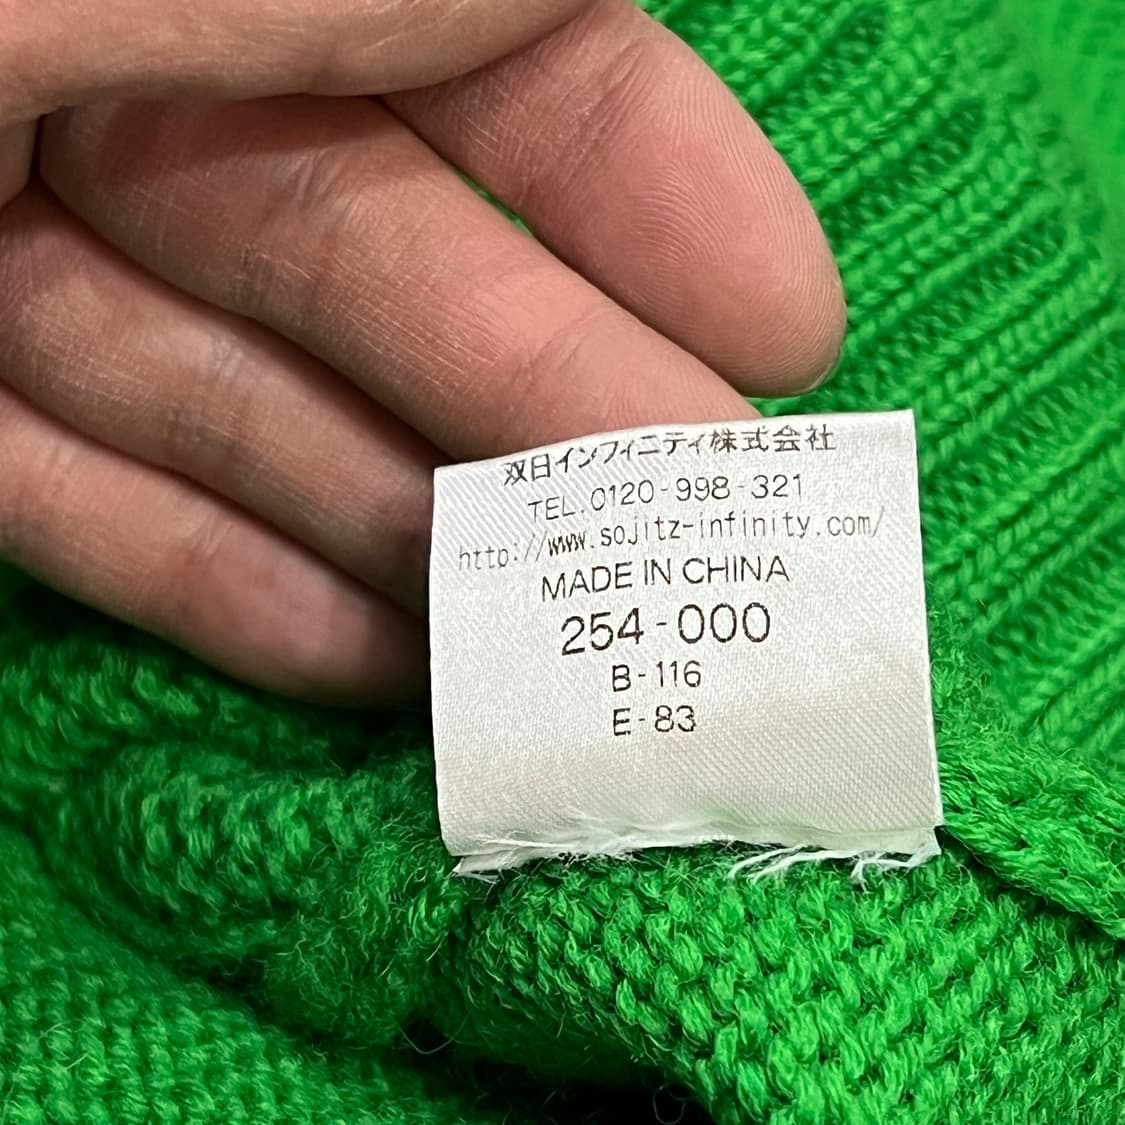 双日インフィニティ株式会社
TEL.0120-998-321
http://www.sojitz-infinity.com/
MADE IN CHINA
254-000
B-116
E-83